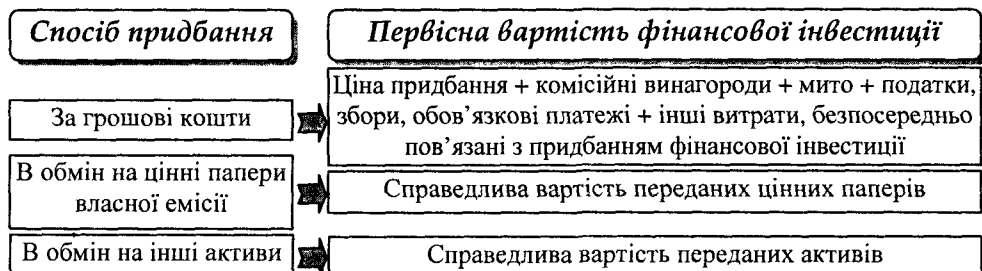 Спосіб придбання
Первісна вартість фінансової інвестиції
За грошові кошти
Ціна придбання + комісійні винагороди + мито + податки,
збори, обов’язкові платежі + інші витрати, безпосередньо
пов’язані з придбанням фінансової інвестиції
В обмін на цінні папери
власної емісії
Справедлива вартість переданих цінних паперів
В обмін на інші активи
Справедлива вартість переданих активів